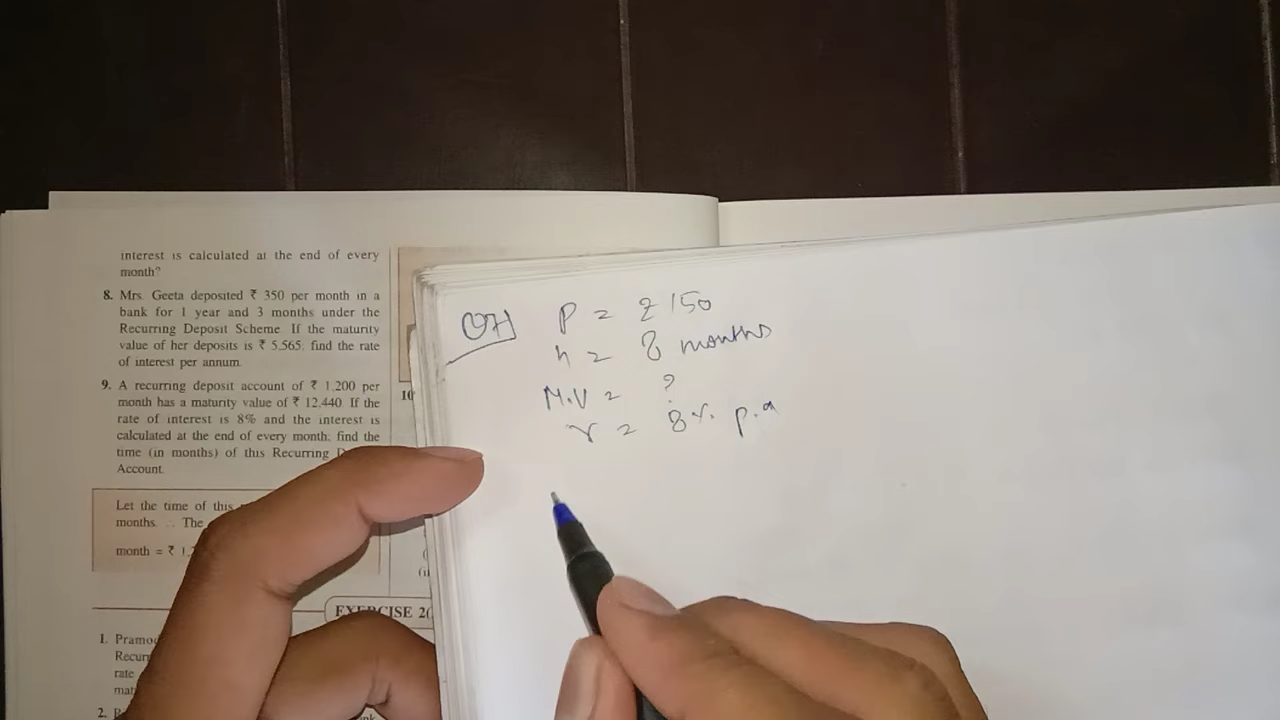 interest is calculated at the end of every
month?
8. Mrs. Geeta deposited ₹ 350 per month in a
bank for 1 year and 3 months under the
Recurring Deposit Scheme. If the maturity
value of her deposits is ₹ 5,565; find the rate
of interest per annum.
9. A recurring deposit account of ₹ 1,200 per
month has a maturity value of ₹ 12,440. If the
rate of interest is 8% and the interest is
calculated at the end of every month; find the
time (in months) of this Recurring
Account.
Let the time of this
months. ∴ The
month = ₹ 1,
10
EXERCISE 2(
1.
rate
2.
Q7)
P = ₹150
n = 8 months
M.V = ?
r = 8% p.a